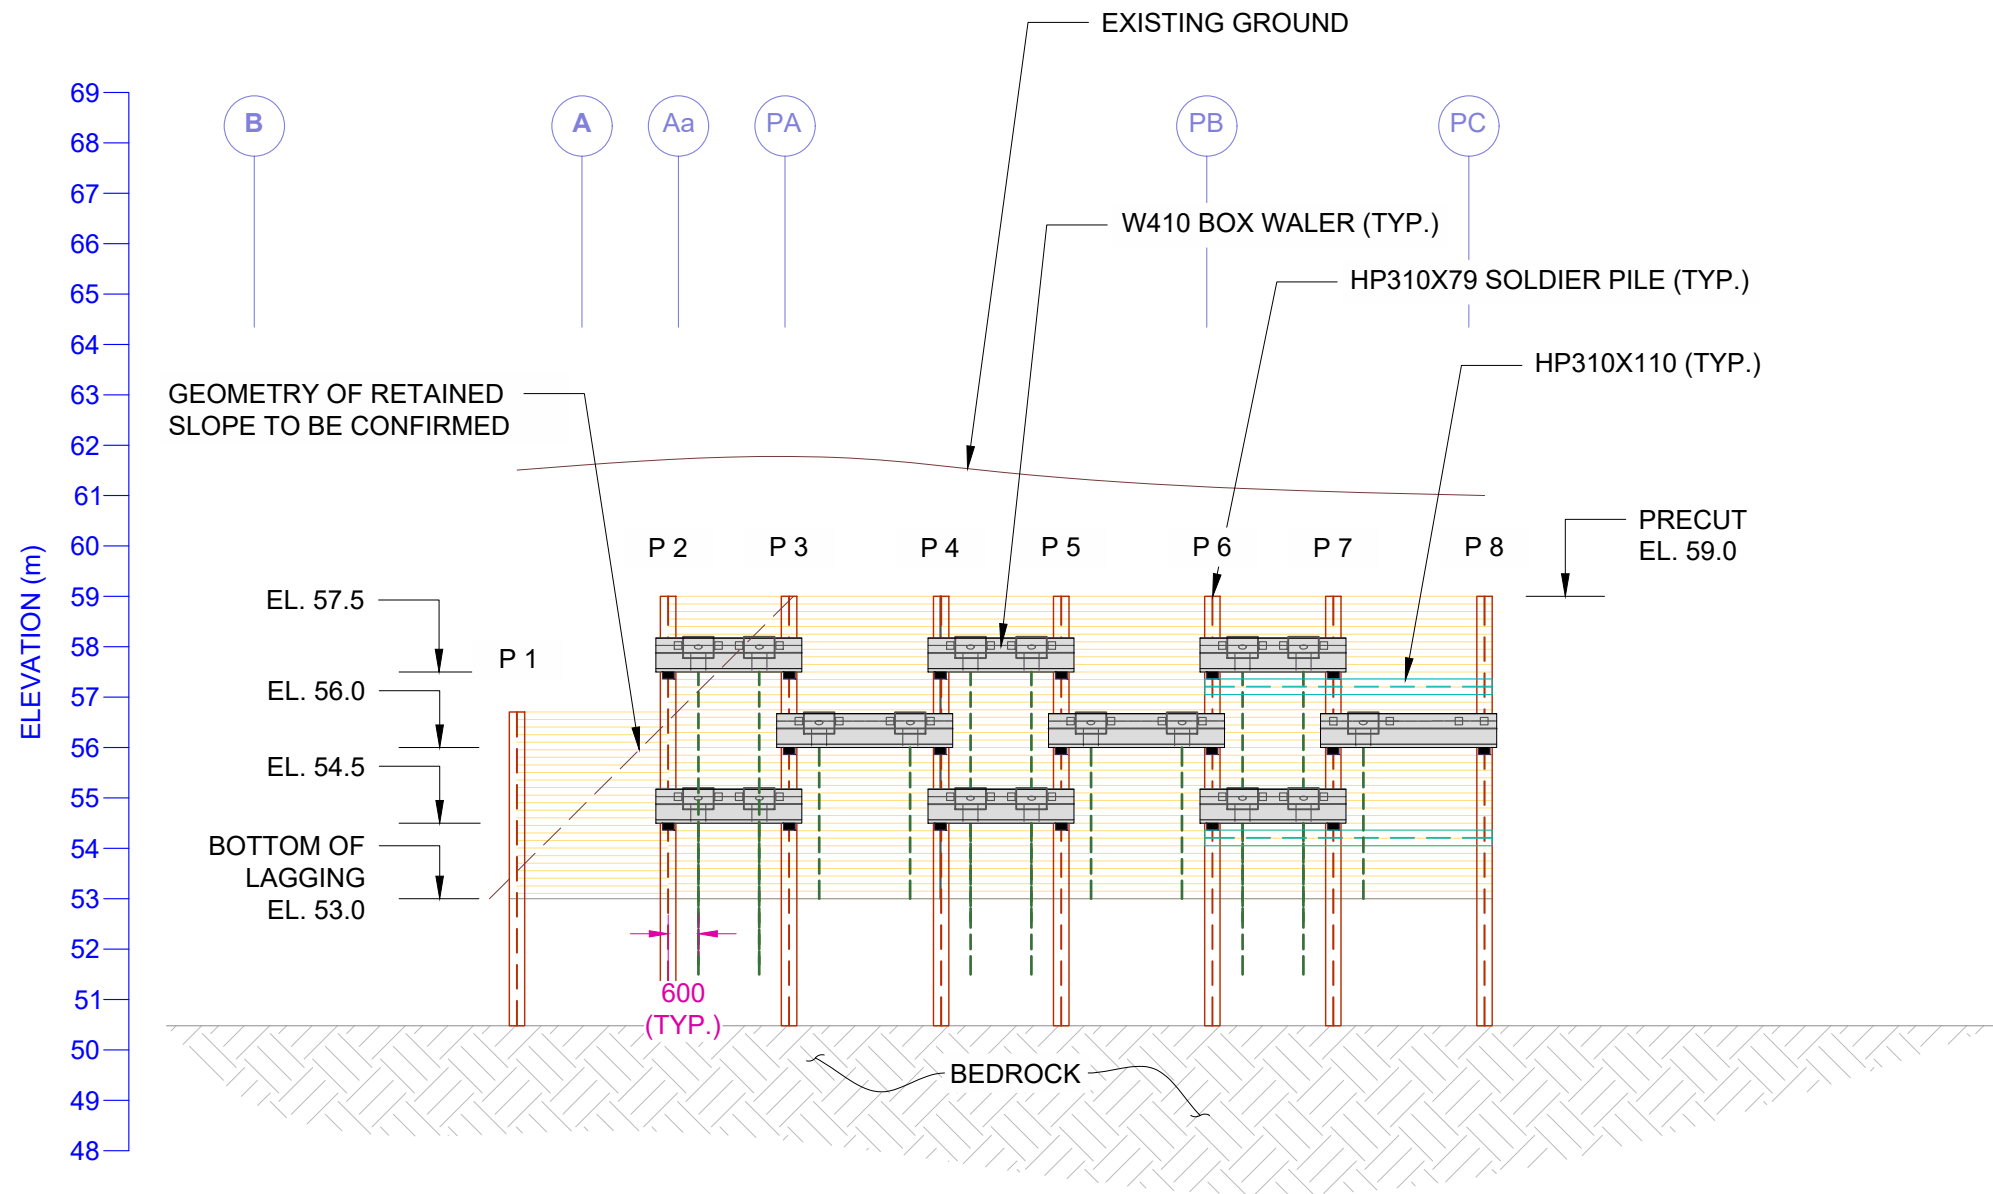 EXISTING GROUND
69
68
67
66
65
64
63
62
61
60
59
58
57
56
55
54
53
52
51
50
49
48
ELEVATION (m)
B
A
Aa
PA
PB
PC
W410 BOX WALER (TYP.)
HP310X79 SOLDIER PILE (TYP.)
HP310X110 (TYP.)
GEOMETRY OF RETAINED
SLOPE TO BE CONFIRMED
PRECUT
EL. 59.0
P 1
P 2
P 3
P 4
P 5
P 6
P 7
P 8
EL. 57.5
EL. 56.0
EL. 54.5
BOTTOM OF
LAGGING
EL. 53.0
600
(TYP.)
BEDROCK